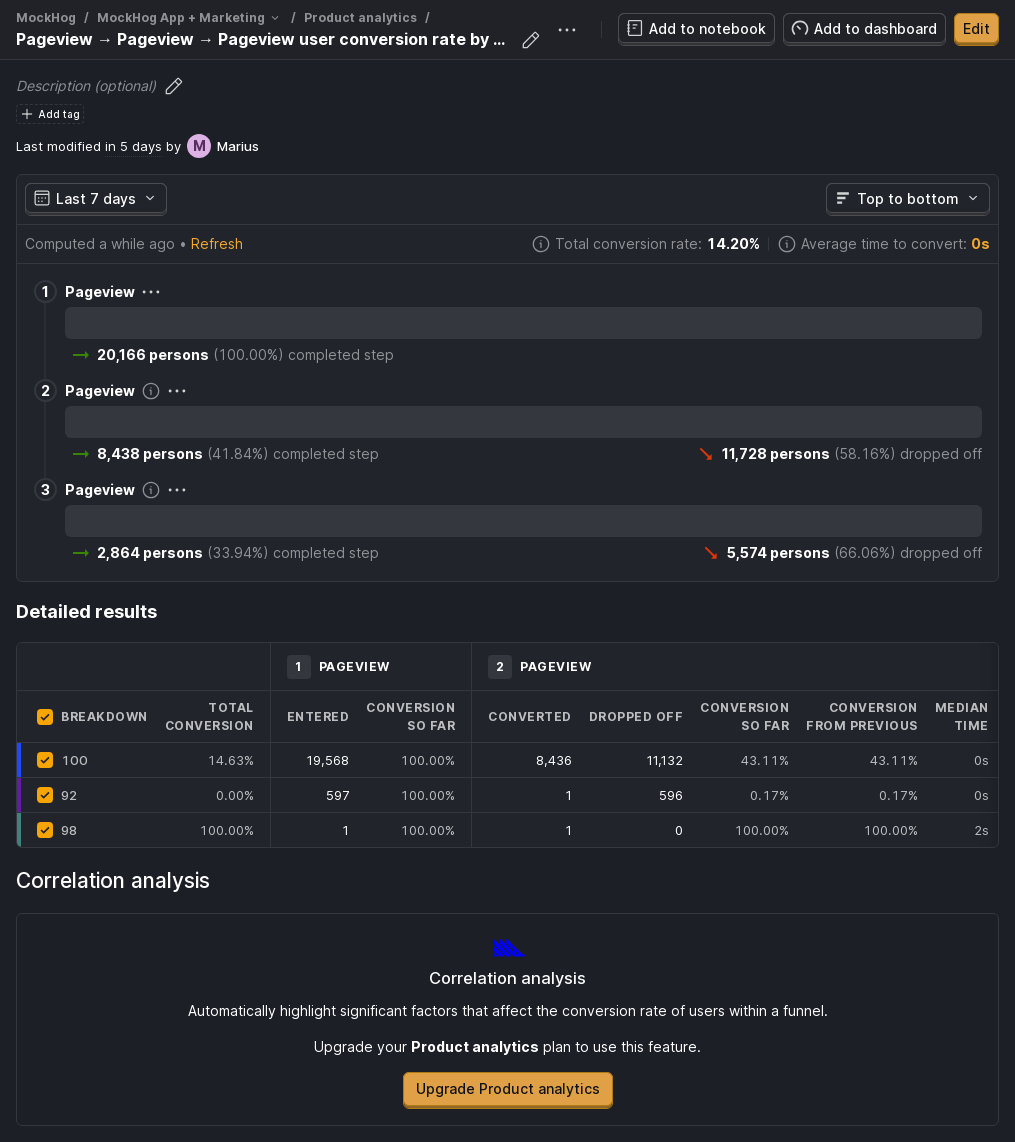 MockHog / MockHog App + Marketing / Product analytics /
Pageview → Pageview → Pageview user conversion rate by ...
Add to notebook
Add to dashboard
Edit
Description (optional)
Add tag
Last modified in 5 days by M Marius
Last 7 days
Top to bottom
Computed a while ago • Refresh
Total conversion rate: 14.20%
Average time to convert: 0s
1 Pageview
20,166 persons (100.00%) completed step
2 Pageview
8,438 persons (41.84%) completed step
11,728 persons (58.16%) dropped off
3 Pageview
2,864 persons (33.94%) completed step
5,574 persons (66.06%) dropped off
Detailed results
1 PAGEVIEW
2 PAGEVIEW
BREAKDOWN
TOTAL CONVERSION
ENTERED
CONVERSION SO FAR
CONVERTED
DROPPED OFF
CONVERSION SO FAR
CONVERSION FROM PREVIOUS
MEDIAN TIME
100 14.63% 19,568 100.00% 8,436 11,132 43.11% 43.11% 0s
92 0.00% 597 100.00% 1 596 0.17% 0.17% 0s
98 100.00% 1 100.00% 1 0 100.00% 100.00% 2s
Correlation analysis
Correlation analysis
Automatically highlight significant factors that affect the conversion rate of users within a funnel.
Upgrade your Product analytics plan to use this feature.
Upgrade Product analytics